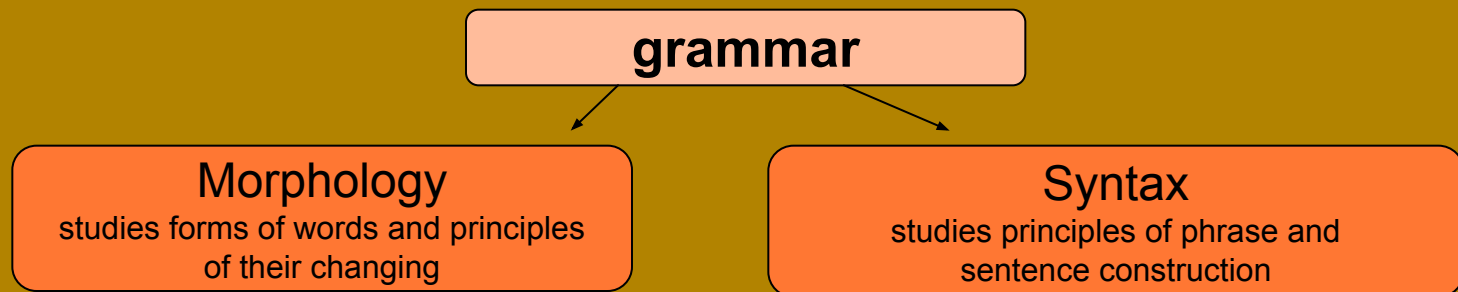 grammar
Morphology
studies forms of words and principles
of their changing
Syntax
studies principles of phrase and
sentence construction